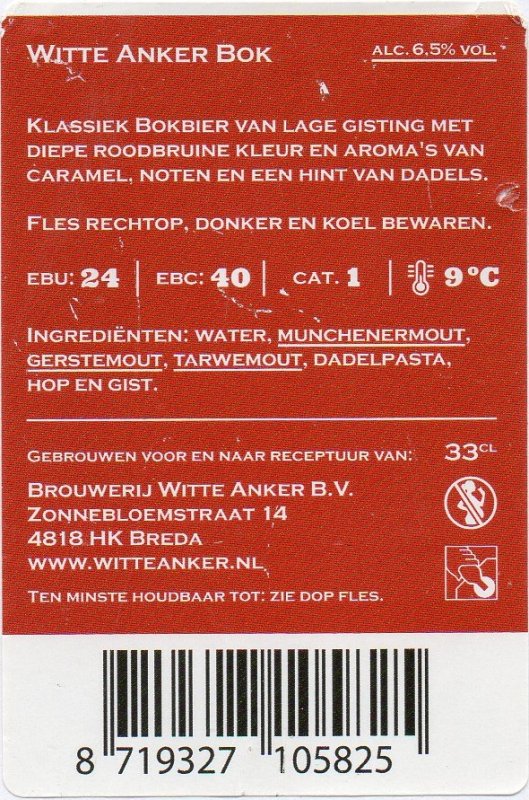 WITTE ANKER BOK
ALC. 6,5% VOL.
KLASSIEK BOKBIER VAN LAGE GISTING MET
DIEPE ROODBRUINE KLEUR EN AROMA'S VAN
CARAMEL, NOTEN EN EEN HINT VAN DADELS.
FLES RECHTOP, DONKER EN KOEL BEWAREN.
EBU: 24 | EBC: 40 | CAT. 1 | 9°C
INGREDIËNTEN: WATER, MUNCHENERMOUT,
GERSTEMOUT, TARWEMOUT, DADELPASTA,
HOP EN GIST.
GEBROUWEN VOOR EN NAAR RECEPTUUR VAN: 33CL
BROUWERIJ WITTE ANKER B.V.
ZONNEBLOEMSTRAAT 14
4818 HK BREDA
WWW.WITTEANKER.NL
TEN MINSTE HOUDBAAR TOT: ZIE DOP FLES.
8 719327 105825